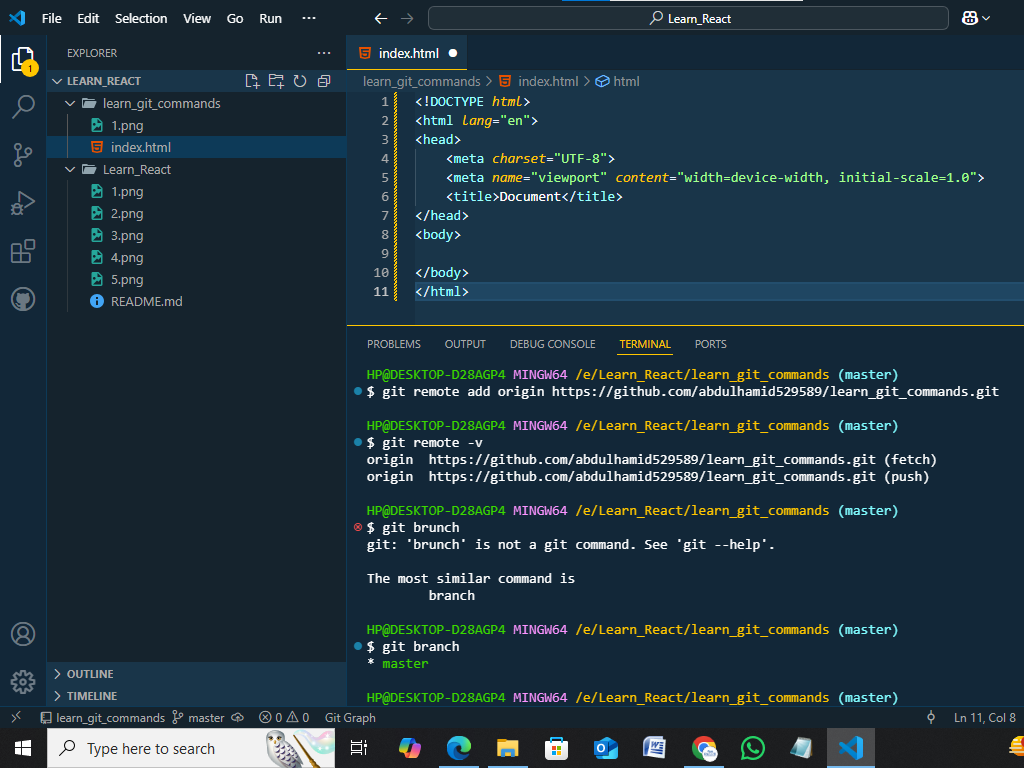 File Edit Selection View Go Run ···
Learn_React
EXPLORER ···
1
LEARN_REACT
learn_git_commands
1.png
index.html
Learn_React
1.png
2.png
3.png
4.png
5.png
README.md
OUTLINE
TIMELINE
index.html
learn_git_commands > index.html > html
1 <!DOCTYPE html>
2 <html lang="en">
3 <head>
4 <meta charset="UTF-8">
5 <meta name="viewport" content="width=device-width, initial-scale=1.0">
6 <title>Document</title>
7 </head>
8 <body>
9
10 </body>
11 </html>
PROBLEMS OUTPUT DEBUG CONSOLE TERMINAL PORTS
HP@DESKTOP-D28AGP4 MINGW64 /e/Learn_React/learn_git_commands (master)
$ git remote add origin https://github.com/abdulhamid529589/learn_git_commands.git
HP@DESKTOP-D28AGP4 MINGW64 /e/Learn_React/learn_git_commands (master)
$ git remote -v
origin https://github.com/abdulhamid529589/learn_git_commands.git (fetch)
origin https://github.com/abdulhamid529589/learn_git_commands.git (push)
HP@DESKTOP-D28AGP4 MINGW64 /e/Learn_React/learn_git_commands (master)
$ git brunch
git: 'brunch' is not a git command. See 'git --help'.
The most similar command is
branch
HP@DESKTOP-D28AGP4 MINGW64 /e/Learn_React/learn_git_commands (master)
$ git branch
* master
HP@DESKTOP-D28AGP4 MINGW64 /e/Learn_React/learn_git_commands (master)
learn_git_commands master 0 0 Git Graph Ln 11, Col 8
Type here to search